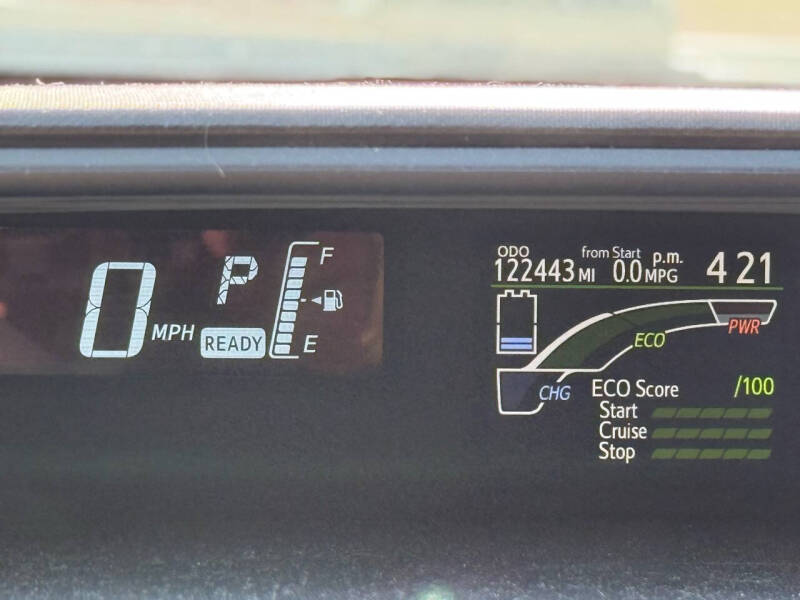 0 MPH
P
READY
F
E
ODO
122443 MI
from Start
0.0 MPG
p.m.
4 21
CHG
ECO
PWR
ECO Score /100
Start
Cruise
Stop